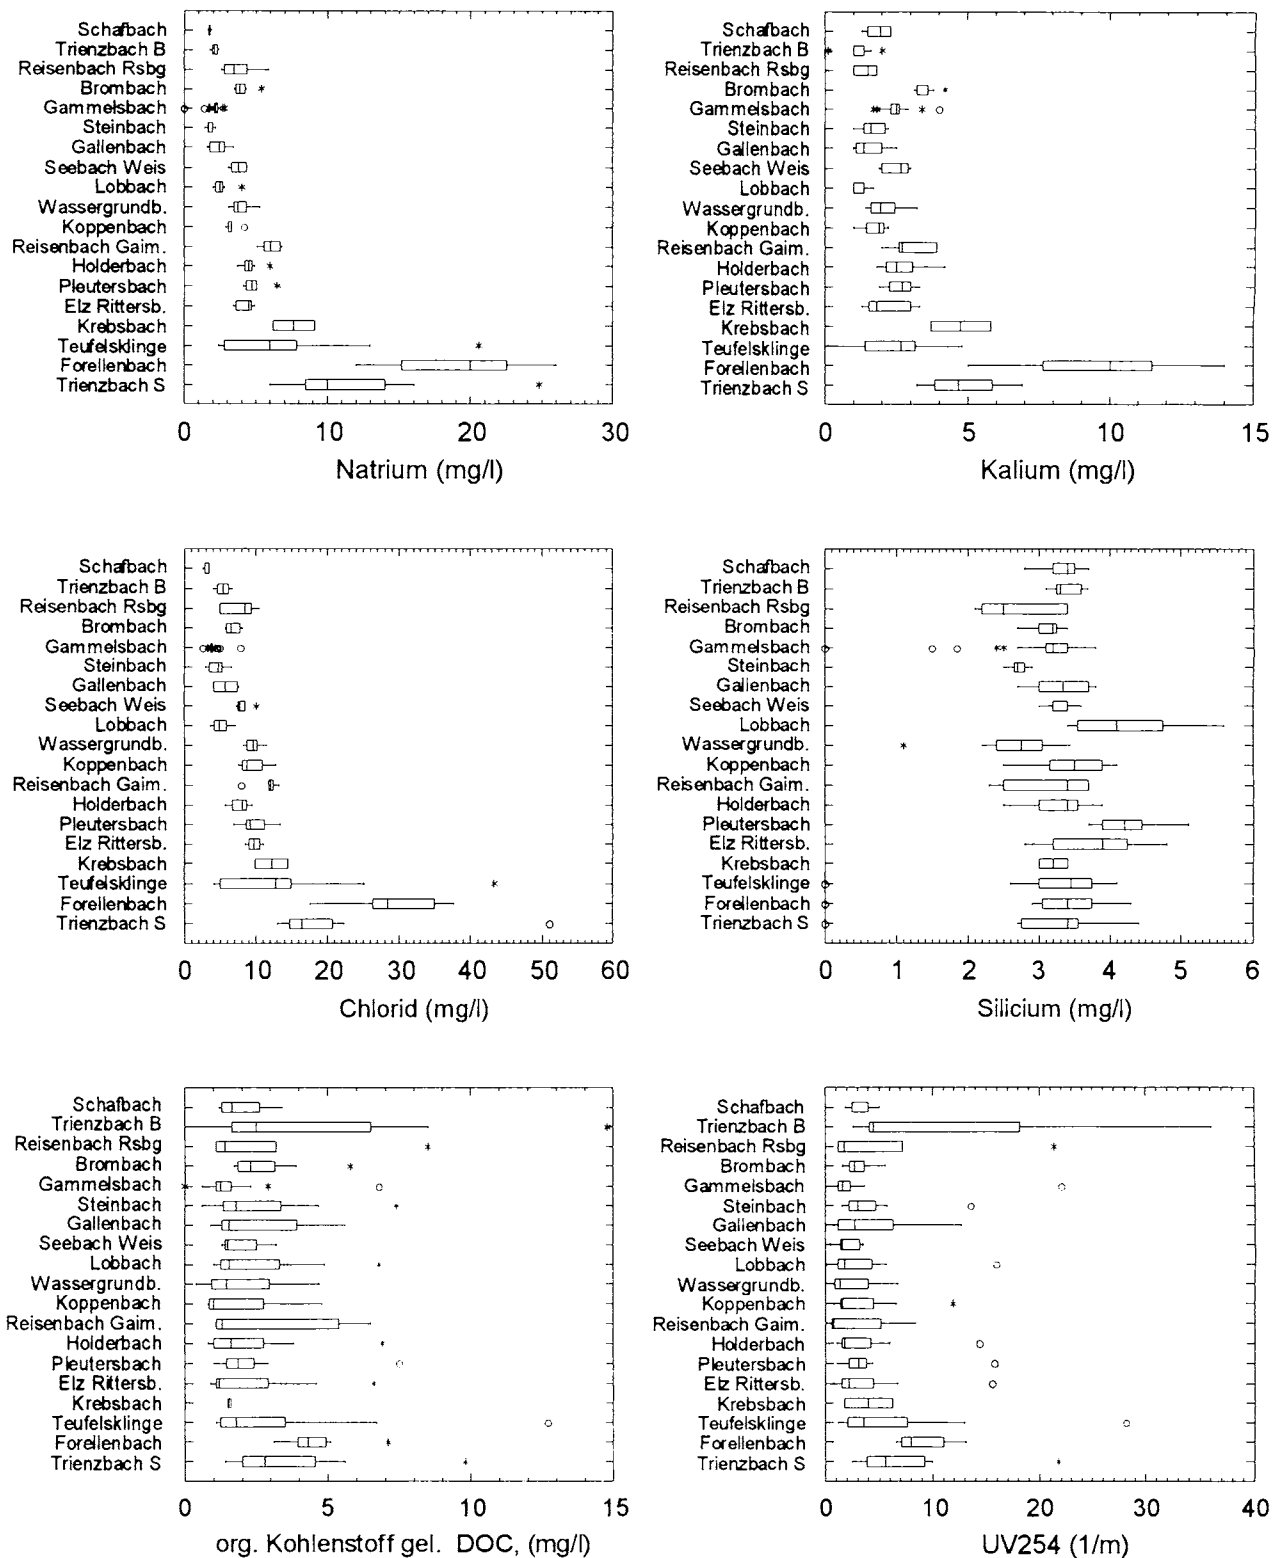 Schafbach
Trienzbach B
Reisenbach Rsbg
Brombach
Gammelsbach
Steinbach
Gallenbach
Seebach Weis
Lobbach
Wassergrundb.
Koppenbach
Reisenbach Gaim.
Holderbach
Pleutersbach
Elz Rittersb.
Krebsbach
Teufelsklinge
Forellenbach
Trienzbach S
0 10 20 30
Natrium (mg/l)
Schafbach
Trienzbach B
Reisenbach Rsbg
Brombach
Gammelsbach
Steinbach
Gallenbach
Seebach Weis
Lobbach
Wassergrundb.
Koppenbach
Reisenbach Gaim.
Holderbach
Pleutersbach
Elz Rittersb.
Krebsbach
Teufelsklinge
Forellenbach
Trienzbach S
0 5 10 15
Kalium (mg/l)
Schafbach
Trienzbach B
Reisenbach Rsbg
Brombach
Gammelsbach
Steinbach
Gallenbach
Seebach Weis
Lobbach
Wassergrundb.
Koppenbach
Reisenbach Gaim.
Holderbach
Pleutersbach
Elz Rittersb.
Krebsbach
Teufelsklinge
Forellenbach
Trienzbach S
0 10 20 30 40 50 60
Chlorid (mg/l)
Schafbach
Trienzbach B
Reisenbach Rsbg
Brombach
Gammelsbach
Steinbach
Gallenbach
Seebach Weis
Lobbach
Wassergrundb.
Koppenbach
Reisenbach Gaim.
Holderbach
Pleutersbach
Elz Rittersb.
Krebsbach
Teufelsklinge
Forellenbach
Trienzbach S
0 1 2 3 4 5 6
Silicium (mg/l)
Schafbach
Trienzbach B
Reisenbach Rsbg
Brombach
Gammelsbach
Steinbach
Gallenbach
Seebach Weis
Lobbach
Wassergrundb.
Koppenbach
Reisenbach Gaim.
Holderbach
Pleutersbach
Elz Rittersb.
Krebsbach
Teufelsklinge
Forellenbach
Trienzbach S
0 5 10 15
org. Kohlenstoff gel. DOC, (mg/l)
Schafbach
Trienzbach B
Reisenbach Rsbg
Brombach
Gammelsbach
Steinbach
Gallenbach
Seebach Weis
Lobbach
Wassergrundb.
Koppenbach
Reisenbach Gaim.
Holderbach
Pleutersbach
Elz Rittersb.
Krebsbach
Teufelsklinge
Forellenbach
Trienzbach S
0 10 20 30 40
UV254 (1/m)